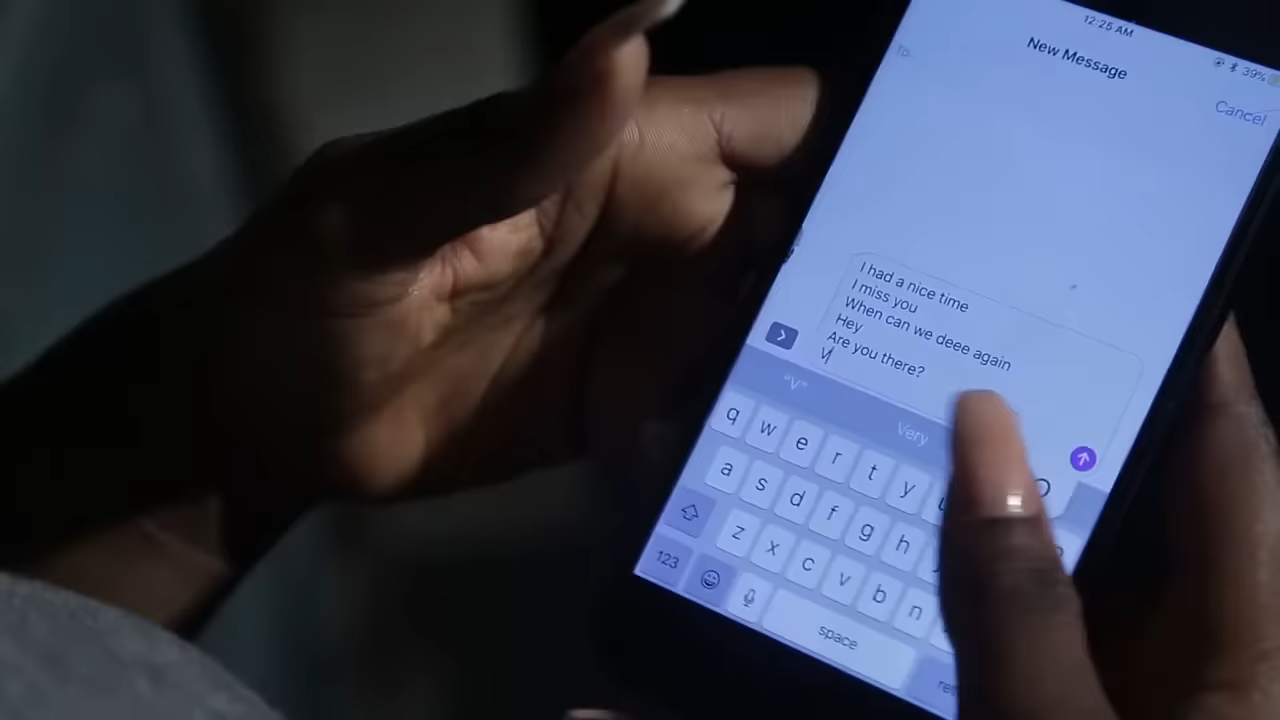 12:25 AM
39%
New Message
To:
Cancel
I had a nice time
I miss you
When can we deee again
Hey
Are you there?
V
"V"
Very
q w e r t y
a s d f g h
z x c v b n
123
space